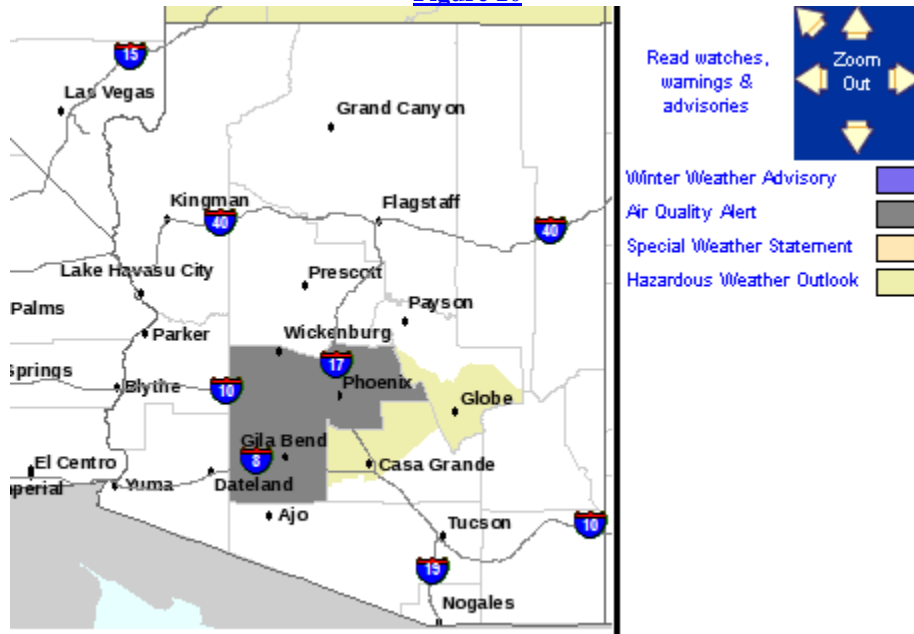 15
Las Vegas
Grand Canyon
Kingman
40
Flagstaff
40
Lake Havasu City
Prescott
Palms
Payson
Parker
Wickenburg
17
Springs
Blythe
10
Phoenix
Globe
Gila Bend
8
El Centro
Casa Grande
perial
Yuma
Dateland
Ajo
Tucson
10
19
Nogales
Read watches,
warnings &
advisories
Zoom
Out
Winter Weather Advisory
Air Quality Alert
Special Weather Statement
Hazardous Weather Outlook